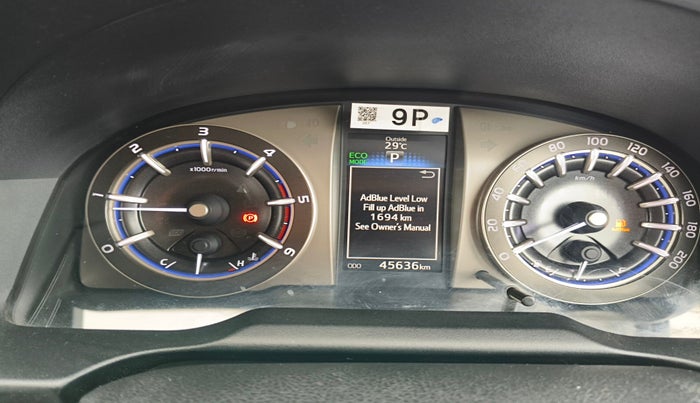 9P
Outside
29°C
ECO MODE
P
AdBlue Level Low
Fill up AdBlue in
1694 km
See Owner's Manual
ODO 45636km
0 1 2 3 4 5 6
x1000r/min
P
C H
0 20 40 60 80 100 120 140 160 180 200
km/h